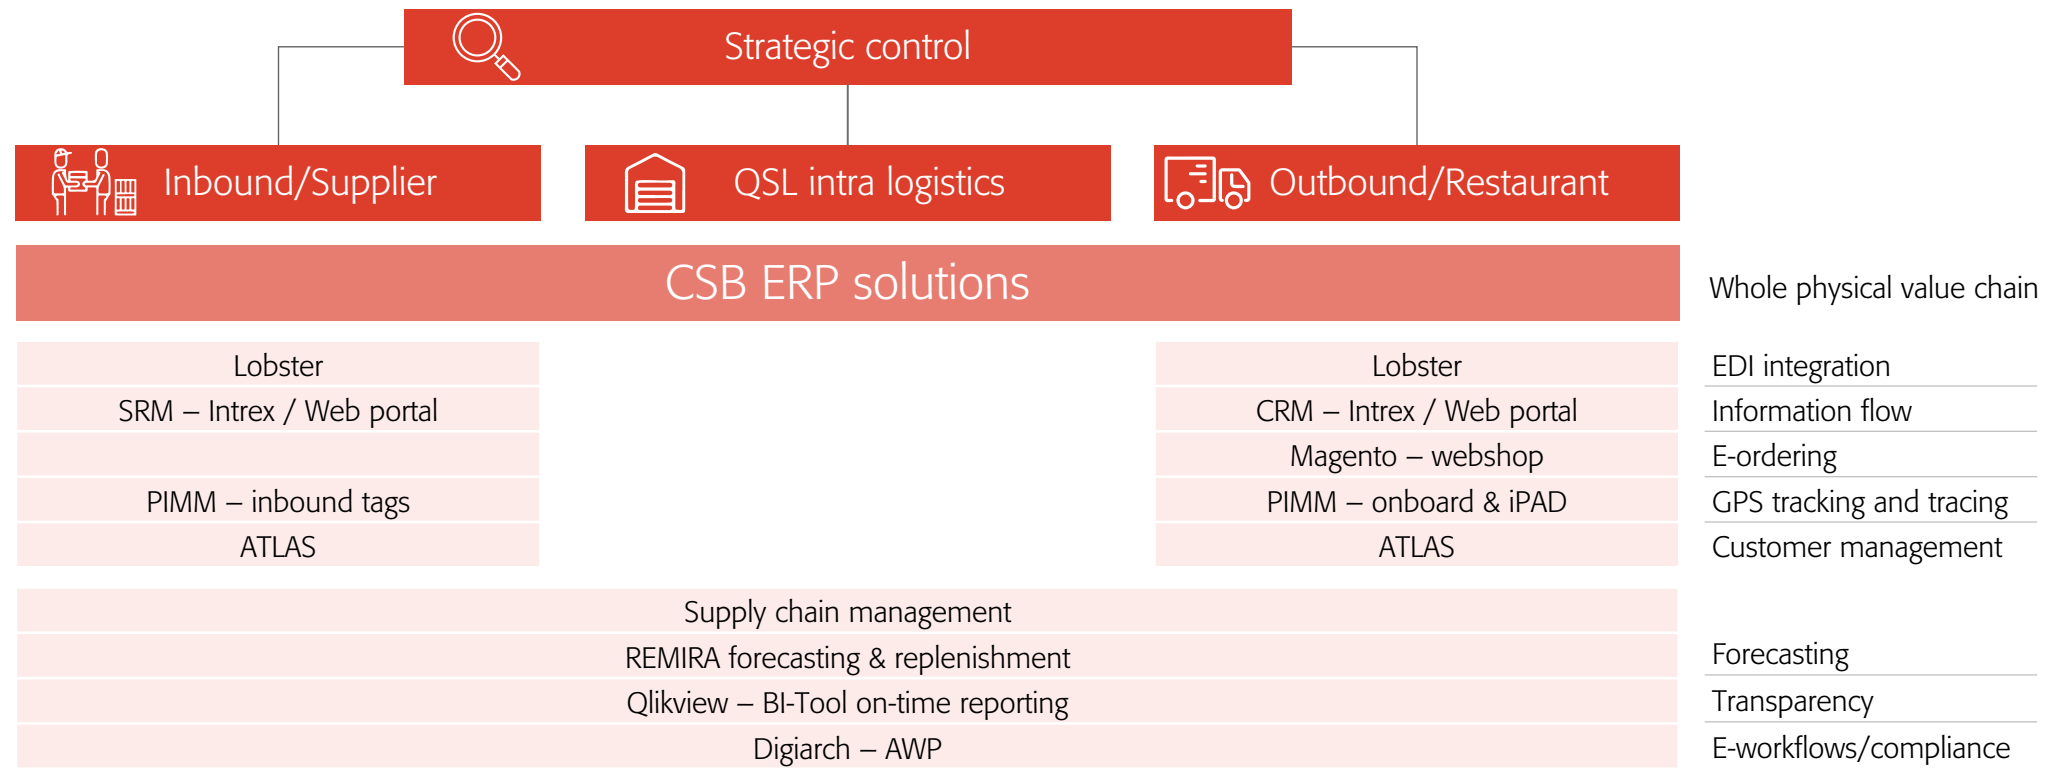 Strategic control
Inbound/Supplier
QSL intra logistics
Outbound/Restaurant
CSB ERP solutions
Whole physical value chain
Lobster
Lobster
EDI integration
SRM – Intrex / Web portal
CRM – Intrex / Web portal
Information flow
Magento – webshop
E-ordering
PIMM – inbound tags
PIMM – onboard & iPAD
GPS tracking and tracing
ATLAS
ATLAS
Customer management
Supply chain management
REMIRA forecasting & replenishment
Forecasting
Qlikview – BI-Tool on-time reporting
Transparency
Digiarch – AWP
E-workflows/compliance